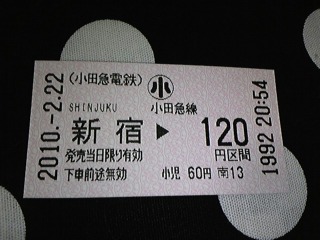 2010.-2.22
(小田急電鉄) 小
SHINJUKU 小田急線
新宿 ▶ 120
発売当日限り有効 円区間
下車前途無効 小児 60円 南13
1992 20:54